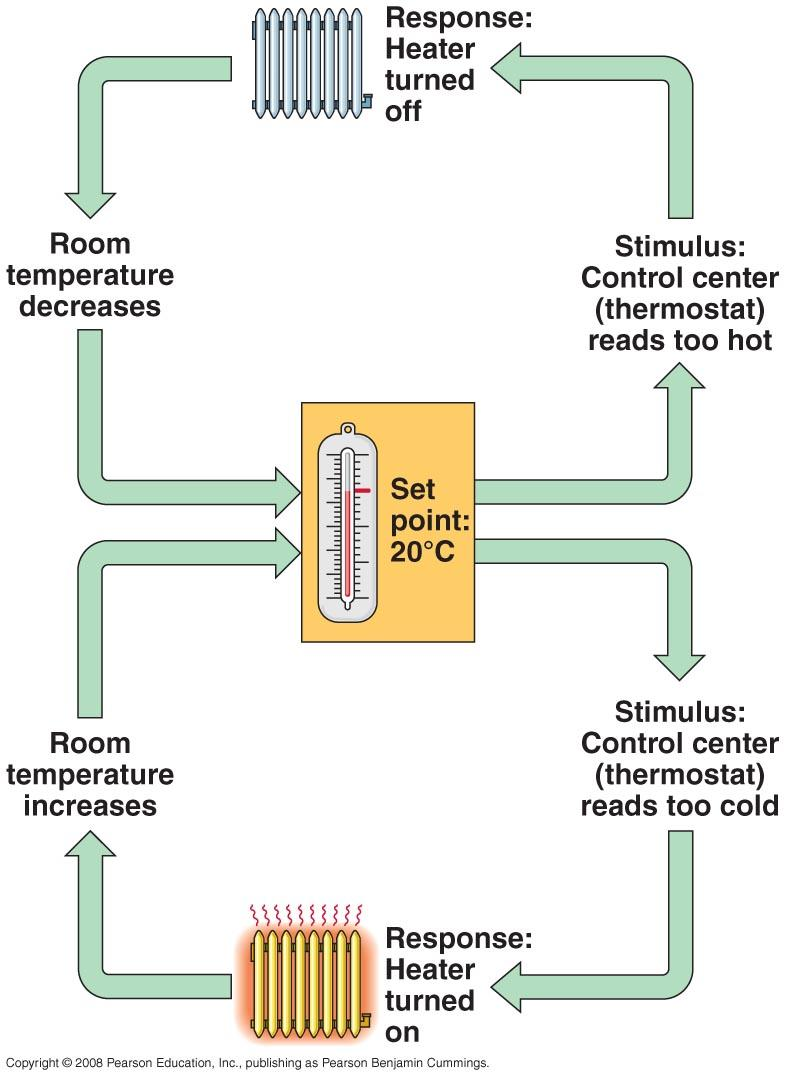 Response:
Heater
turned
off
Room
temperature
decreases
Stimulus:
Control center
(thermostat)
reads too hot
Set
point:
20°C
Room
temperature
increases
Stimulus:
Control center
(thermostat)
reads too cold
Response:
Heater
turned
on
Copyright © 2008 Pearson Education, Inc., publishing as Pearson Benjamin Cummings.